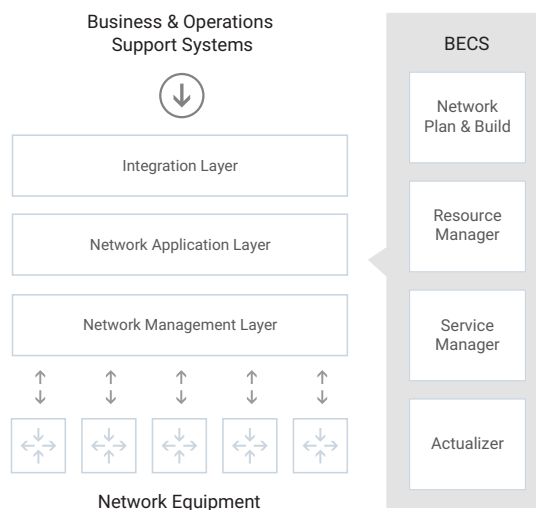 Business & Operations
Support Systems
Integration Layer
Network Application Layer
Network Management Layer
Network Equipment
BECS
Network
Plan & Build
Resource
Manager
Service
Manager
Actualizer